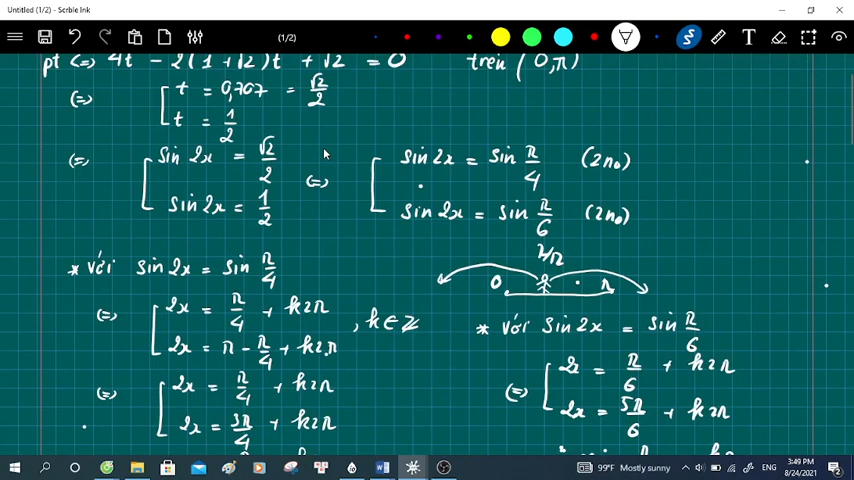 Untitled (1/2) - Scrble Ink
(1/2)
pt (=) 4t - 2(1+√2)t + √2 = 0 trên (0,π)
(=) [ t = 0,707 = √2/2
t = 1/2
(=) [ sin 2x = √2/2 (=) [ sin 2x = sin π/4 (2n0)
sin 2x = 1/2 sin 2x = sin π/6 (2n0)
* với sin 2x = sin π/4
(=) [ 2x = π/4 + k2π
2x = π - π/4 + k2π , k ∈ Z
(=) [ 2x = π/4 + k2π
2x = 3π/4 + k2π
0 π
* với sin 2x = sin π/6
(=) [ 2x = π/6 + k2π
2x = 5π/6 + k2π
99°F Mostly sunny
ENG
3:49 PM
8/24/2021